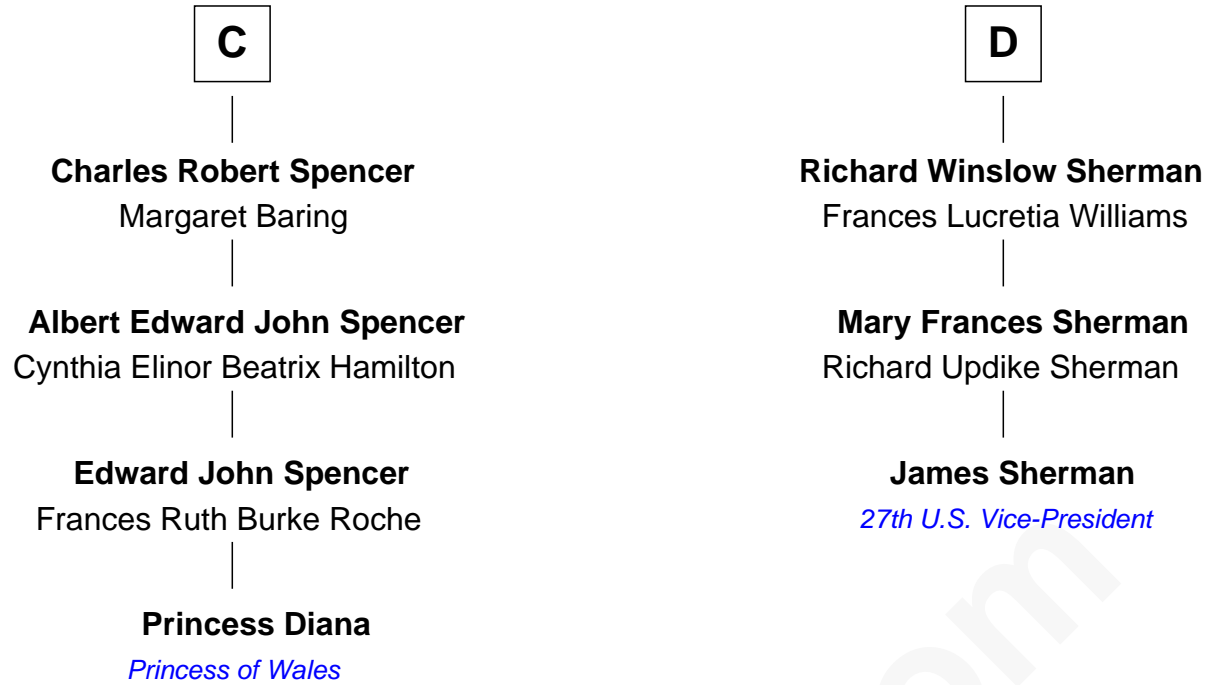 C
Charles Robert Spencer
Margaret Baring
Albert Edward John Spencer
Cynthia Elinor Beatrix Hamilton
Edward John Spencer
Frances Ruth Burke Roche
Princess Diana
Princess of Wales
D
Richard Winslow Sherman
Frances Lucretia Williams
Mary Frances Sherman
Richard Updike Sherman
James Sherman
27th U.S. Vice-President
om